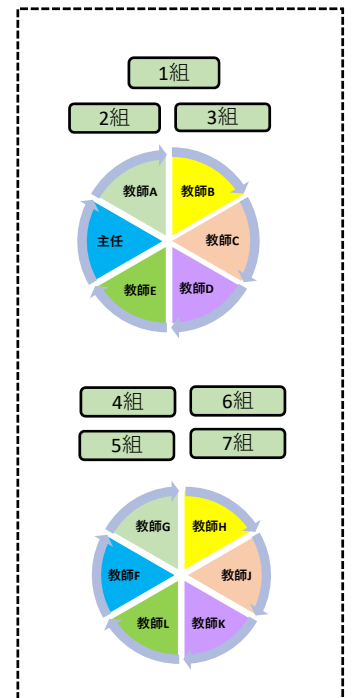 1組
2組 3組
教師A 教師B
主任 教師C
教師E 教師D
4組 6組
5組 7組
教師G 教師H
教師F 教師J
教師L 教師K